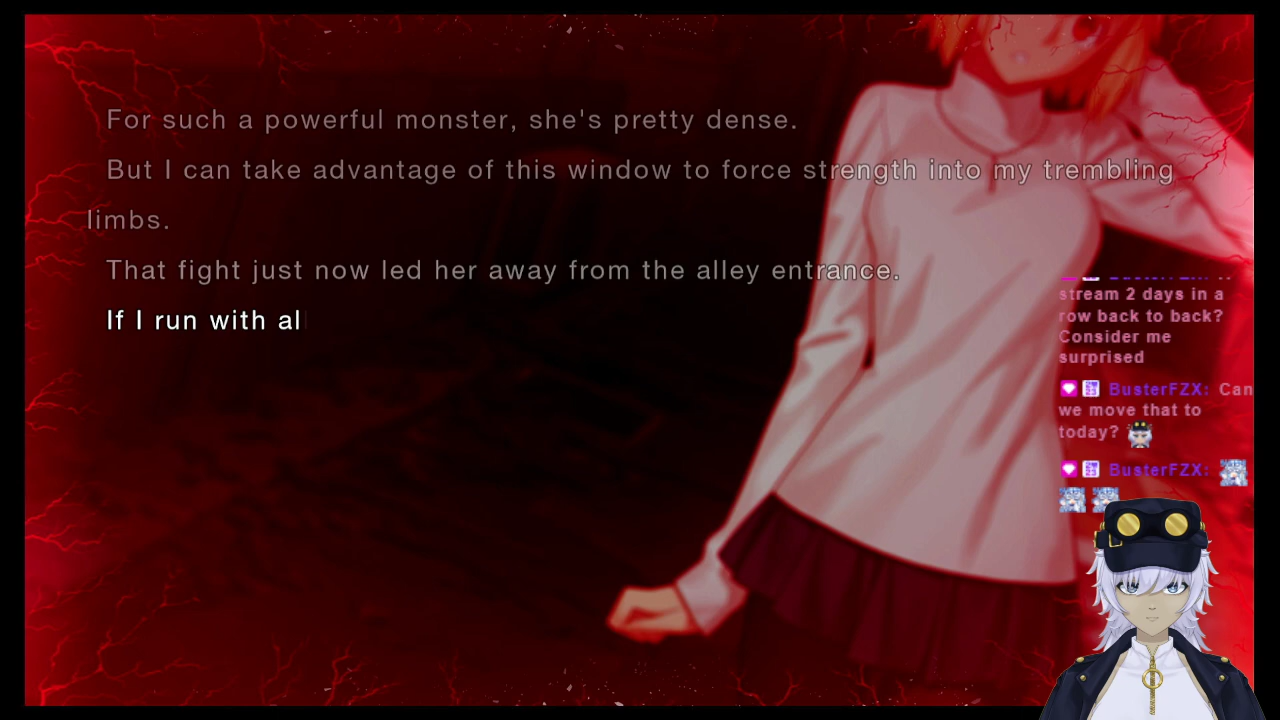 For such a powerful monster, she's pretty dense.
But I can take advantage of this window to force strength into my trembling
limbs.
That fight just now led her away from the alley entrance.
If I run with al
stream 2 days in a
row back to back?
Consider me
surprised
BusterFZX: Can
we move that to
today?
BusterFZX: